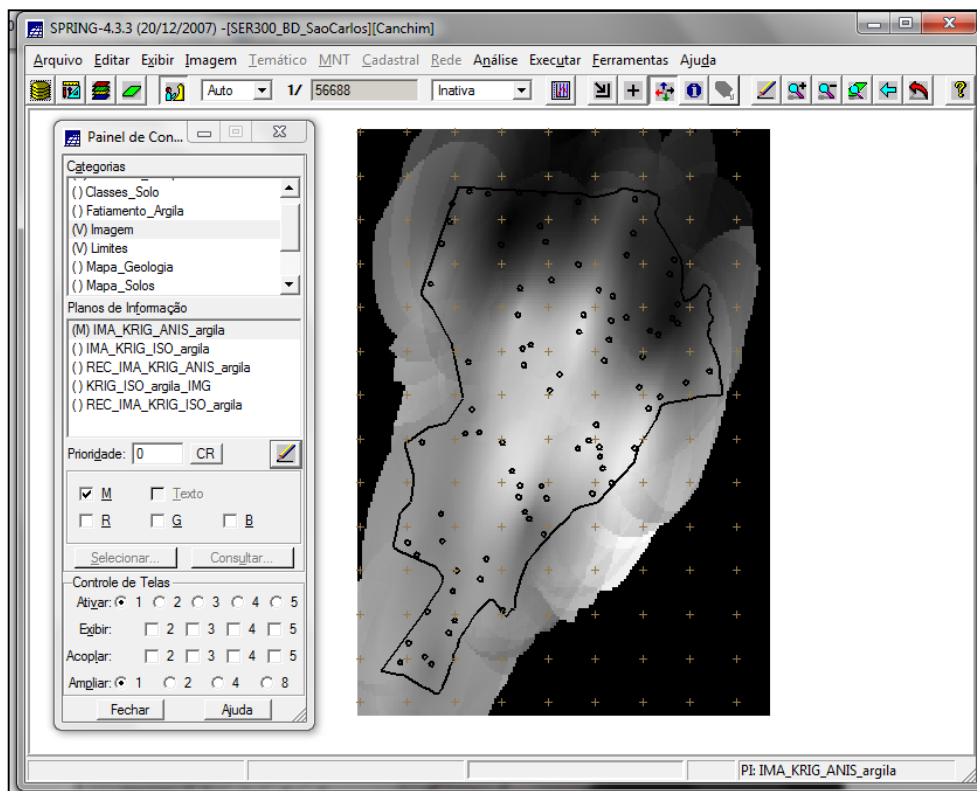 SPRING-4.3.3 (20/12/2007) -[SER300_BD_SaoCarlos][Canchim]
Arquivo Editar Exibir Imagem Temático MNT Cadastral Rede Análise Executar Ferramentas Ajuda
Auto 1/ 56688 Inativa
Painel de Con...
Categorias
( ) Classes_Solo
( ) Fatiamento_Argila
(V) Imagem
(V) Limites
( ) Mapa_Geologia
( ) Mapa_Solos
Planos de Informação
(M) IMA_KRIG_ANIS_argila
( ) IMA_KRIG_ISO_argila
( ) REC_IMA_KRIG_ANIS_argila
( ) KRIG_ISO_argila_IMG
( ) REC_IMA_KRIG_ISO_argila
Prioridade: 0 CR
M Texto
R G B
Selecionar... Consultar...
Controle de Telas
Ativar: 1 2 3 4 5
Exibir: 2 3 4 5
Acoplar: 2 3 4 5
Ampliar: 1 2 4 8
Fechar Ajuda
PI: IMA_KRIG_ANIS_argila